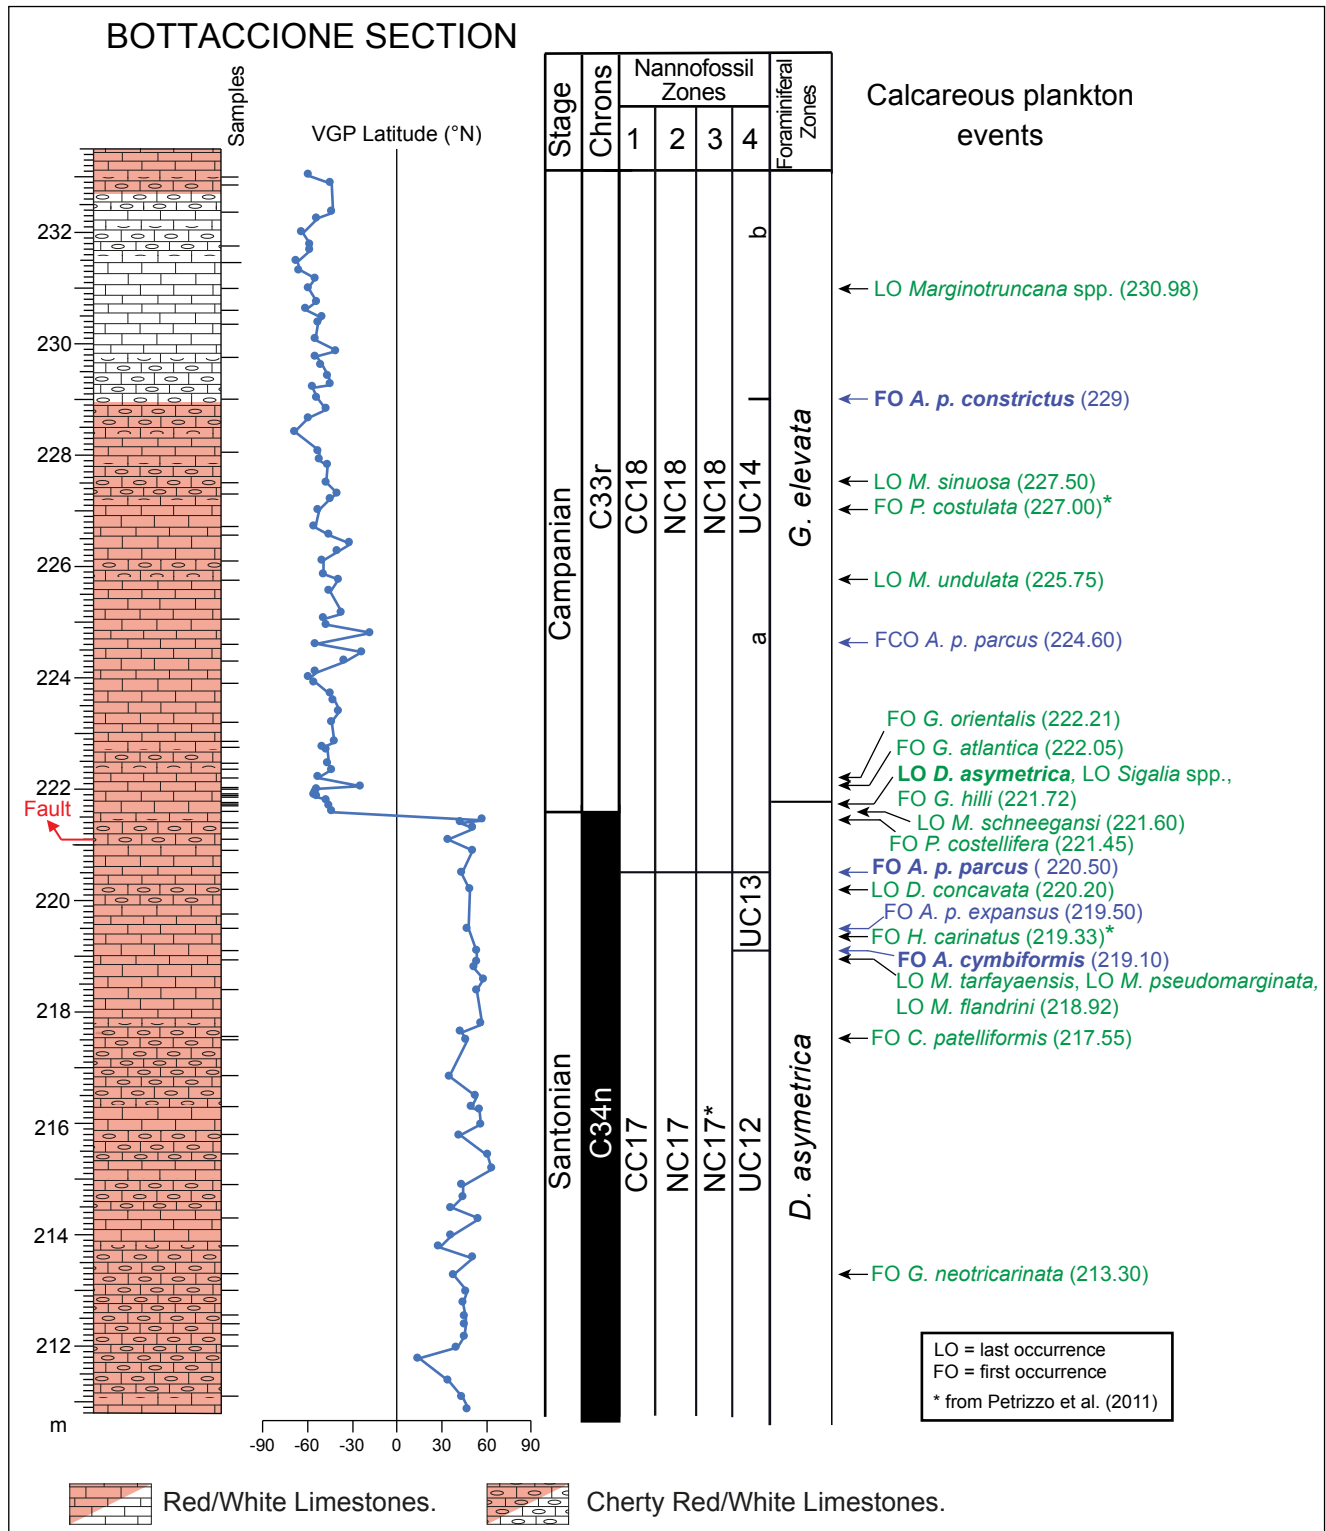 BOTTACCIONE SECTION
Samples
VGP Latitude (°N)
Stage
Chrons
Nannofossil
Zones
1 2 3 4
Foraminiferal
Zones
Calcareous plankton
events
232
230
228
226
224
222
220
218
216
214
212
m
Fault
-90 -60 -30 0 30 60 90
Campanian
Santonian
C33r
C34n
CC18
CC17
NC18
NC17
NC18
NC17*
b
UC14
a
UC13
UC12
G. elevata
D. asymetrica
LO Marginotruncana spp. (230.98)
FO A. p. constrictus (229)
LO M. sinuosa (227.50)
FO P. costulata (227.00)*
LO M. undulata (225.75)
FCO A. p. parcus (224.60)
FO G. orientalis (222.21)
FO G. atlantica (222.05)
LO D. asymetrica, LO Sigalia spp.,
FO G. hilli (221.72)
LO M. schneegansi (221.60)
FO P. costellifera (221.45)
FO A. p. parcus ( 220.50)
LO D. concavata (220.20)
FO A. p. expansus (219.50)
FO H. carinatus (219.33)*
FO A. cymbiformis (219.10)
LO M. tarfayaensis, LO M. pseudomarginata,
LO M. flandrini (218.92)
FO C. patelliformis (217.55)
FO G. neotricarinata (213.30)
LO = last occurrence
FO = first occurrence
* from Petrizzo et al. (2011)
Red/White Limestones.
Cherty Red/White Limestones.